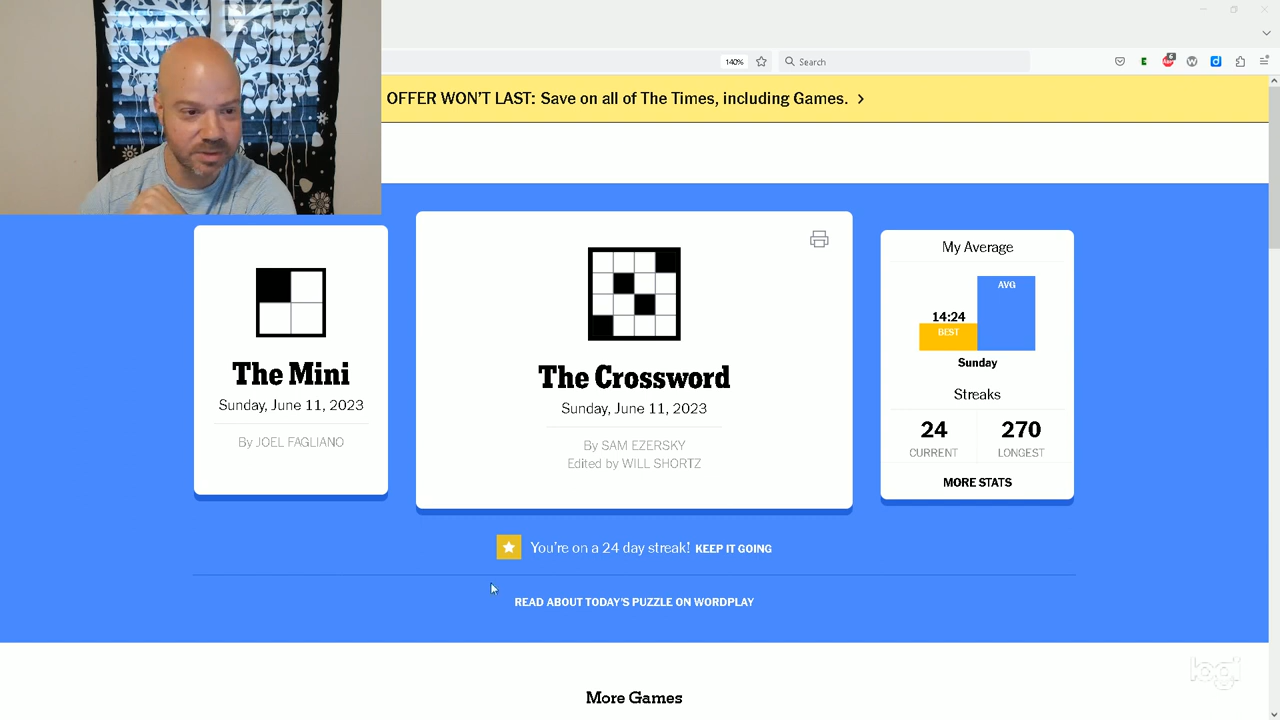 140%
Search
6
OFFER WON'T LAST: Save on all of The Times, including Games.
The Mini
Sunday, June 11, 2023
By JOEL FAGLIANO
The Crossword
Sunday, June 11, 2023
By SAM EZERSKY
Edited by WILL SHORTZ
My Average
AVG
14:24
BEST
Sunday
Streaks
24
270
CURRENT
LONGEST
MORE STATS
You're on a 24 day streak! KEEP IT GOING
READ ABOUT TODAY'S PUZZLE ON WORDPLAY
logi
More Games